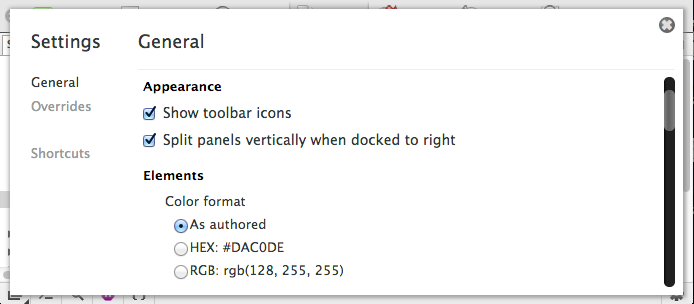 Settings
General
General
Overrides
Shortcuts
Appearance
Show toolbar icons
Split panels vertically when docked to right
Elements
Color format
As authored
HEX: #DAC0DE
RGB: rgb(128, 255, 255)